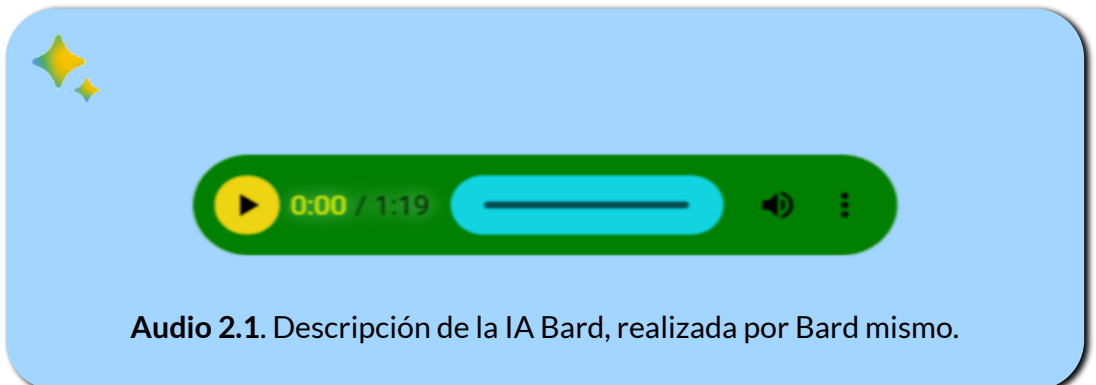 0:00 / 1:19
Audio 2.1. Descripción de la IA Bard, realizada por Bard mismo.